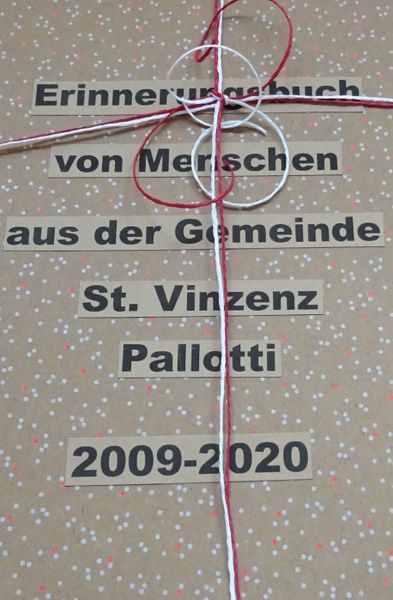 Erinnerungsbuch
von Menschen
aus der Gemeinde
St. Vinzenz
Pallotti
2009-2020